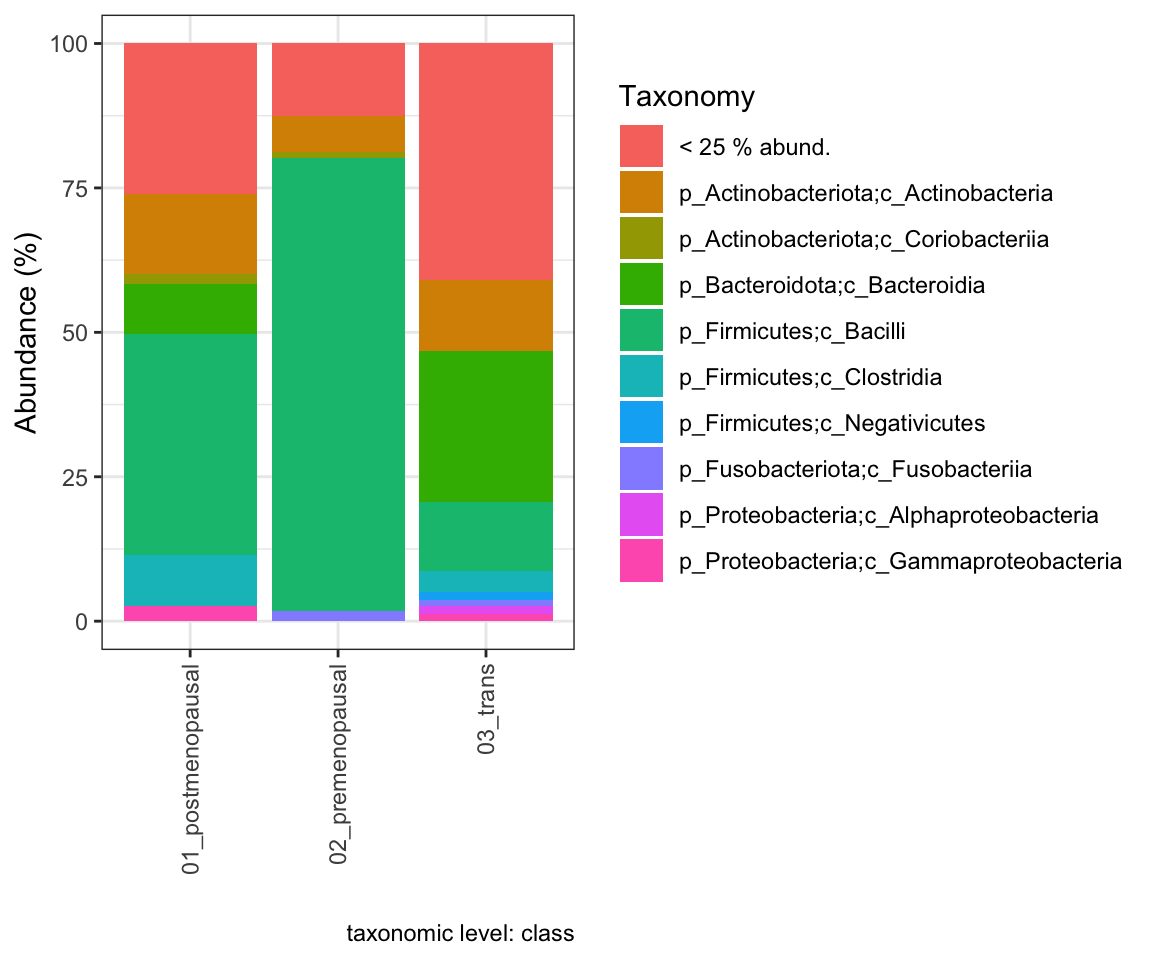 Abundance (%)
100
75
50
25
0
01_postmenopausal
02_premenopausal
03_trans
taxonomic level: class
Taxonomy
< 25 % abund.
p_Actinobacteriota;c_Actinobacteria
p_Actinobacteriota;c_Coriobacteriia
p_Bacteroidota;c_Bacteroidia
p_Firmicutes;c_Bacilli
p_Firmicutes;c_Clostridia
p_Firmicutes;c_Negativicutes
p_Fusobacteriota;c_Fusobacteriia
p_Proteobacteria;c_Alphaproteobacteria
p_Proteobacteria;c_Gammaproteobacteria